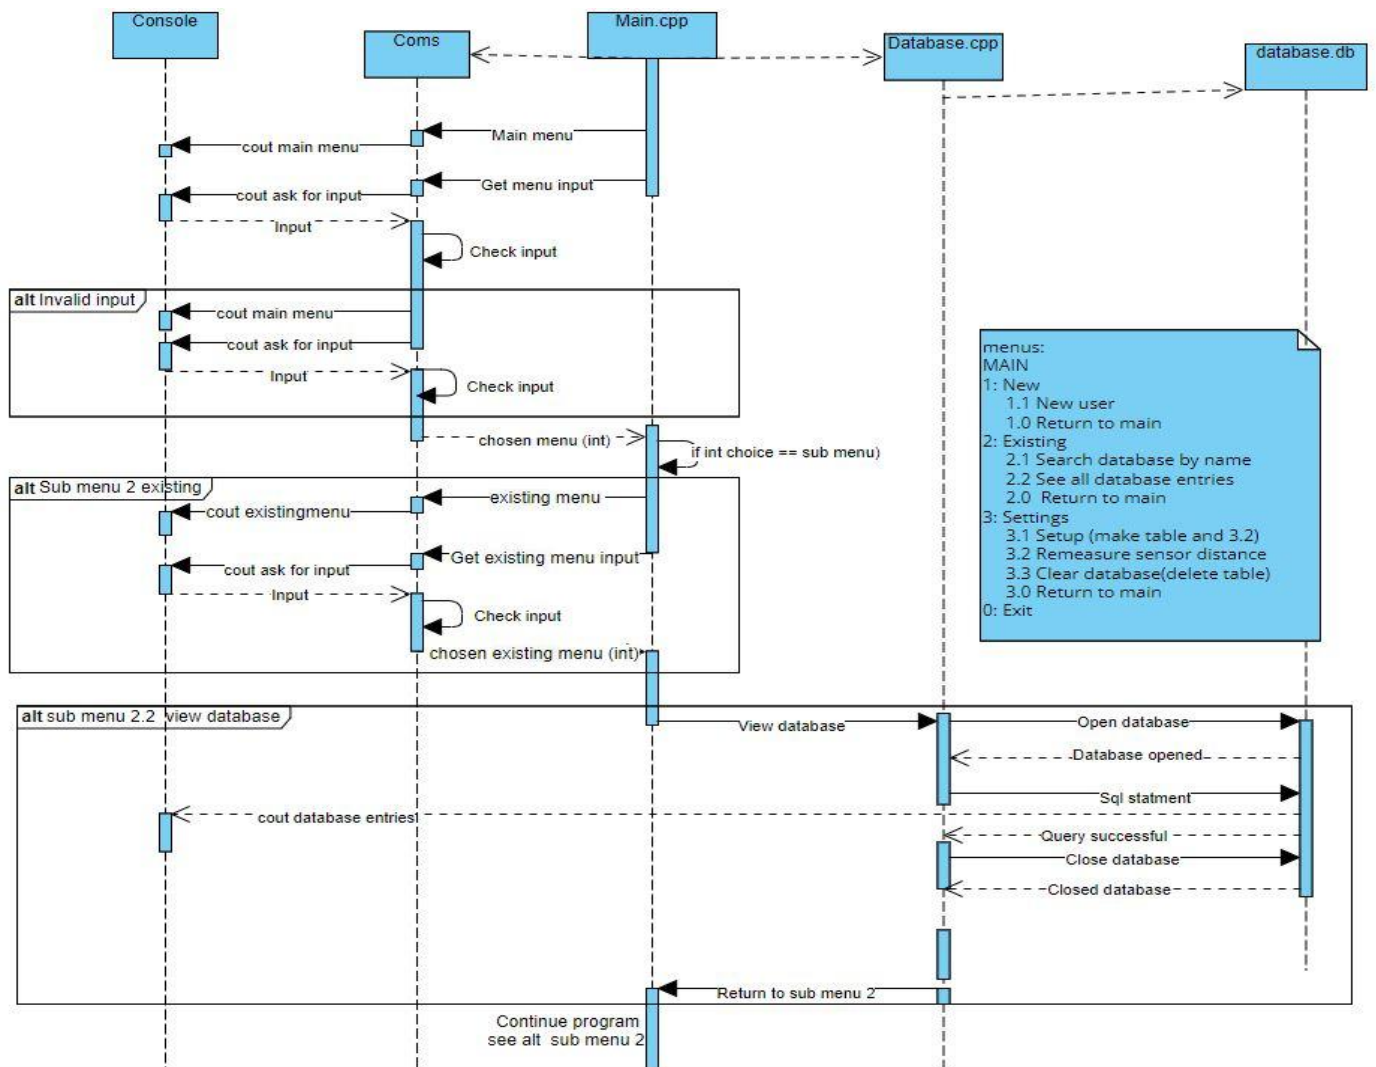 Console
Coms
Main.cpp
Database.cpp
database.db
Main menu
cout main menu
Get menu input
cout ask for input
Input
Check input
alt Invalid input
cout main menu
cout ask for input
Input
Check input
chosen menu (int)
if int choice == sub menu)
alt Sub menu 2 existing
existing menu
cout existingmenu
Get existing menu input
cout ask for input
Input
Check input
chosen existing menu (int)
menus:
MAIN
1: New
1.1 New user
1.0 Return to main
2: Existing
2.1 Search database by name
2.2 See all database entries
2.0 Return to main
3: Settings
3.1 Setup (make table and 3.2)
3.2 Remeasure sensor distance
3.3 Clear database(delete table)
3.0 Return to main
0: Exit
alt sub menu 2.2 view database
View database
Open database
Database opened
Sql statment
cout database entries
Query successful
Close database
Closed database
Return to sub menu 2
Continue program
see alt sub menu 2